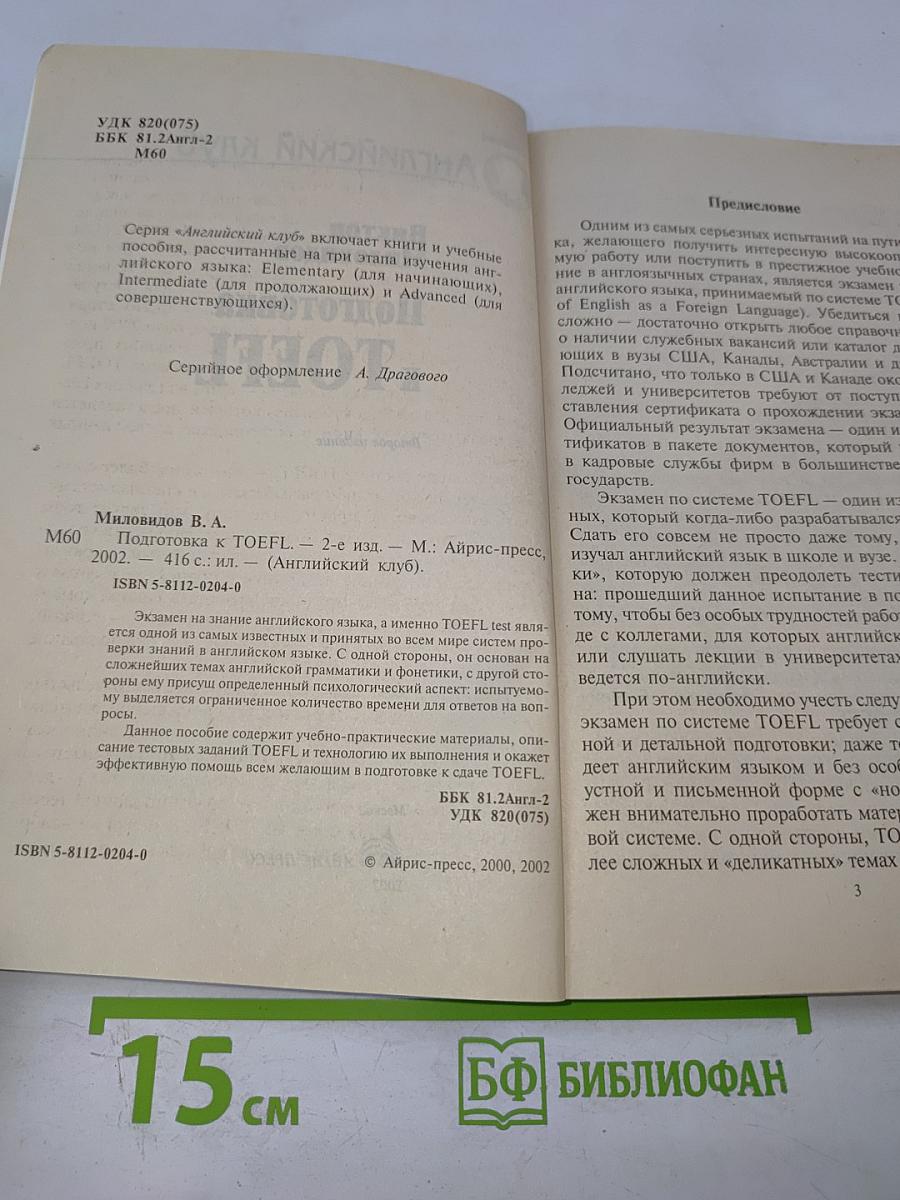 УДК 820(075)
ББК 81.2Англ-2
М60
Серия «Английский клуб» включает книги и учебные
пособия, рассчитанные на три этапа изучения анг-
лийского языка: Elementary (для начинающих),
Intermediate (для продолжающих) и Advanced (для
совершенствующихся).
Серийное оформление А. Драгового
Миловидов В. А.
М60 Подготовка к TOEFL. — 2-е изд. — М.: Айрис-пресс,
2002. — 416 с.: ил. — (Английский клуб).
ISBN 5-8112-0204-0
Экзамен на знание английского языка, а именно TOEFL test явля-
ется одной из самых известных и принятых во всем мире систем про-
верки знаний в английском языке. С одной стороны, он основан на
сложнейших темах английской грамматики и фонетики, с другой сто-
роны ему присущ определенный психологический аспект: испытуемо-
му выделяется ограниченное количество времени для ответов на воп-
росы.
Данное пособие содержит учебно-практические материалы, опи-
сание тестовых заданий TOEFL и технологию их выполнения и окажет
эффективную помощь всем желающим в подготовке к сдаче TOEFL.
ББК 81.2Англ-2
УДК 820(075)
ISBN 5-8112-0204-0
© Айрис-пресс, 2000, 2002
Предисловие
Одним из самых серьезных испытаний на пути
ка, желающего получить интересную высокооп
мую работу или поступить в престижное учебно
ние в англоязычных странах, является экзамен
английского языка, принимаемый по системе TO
of English as a Foreign Language). Убедиться
сложно — достаточно открыть любое справочн
о наличии служебных вакансий или каталог д
ющих в вузы США, Канады, Австралии и д
Подсчитано, что только в США и Канаде око
леджей и университетов требуют от поступ
ставления сертификата о прохождении экза
Официальный результат экзамена — один и
тификатов в пакете документов, который
в кадровые службы фирм в большинстве
государств.
Экзамен по системе TOEFL — один из
ных, который когда-либо разрабатывался
Сдать его совсем не просто даже тому,
изучал английский язык в школе и вузе.
ки», которую должен преодолеть тести
на: прошедший данное испытание в по
тому, чтобы без особых трудностей работ
де с коллегами, для которых английск
или слушать лекции в университетах
ведется по-английски.
При этом необходимо учесть следу
экзамен по системе TOEFL требует с
ной и детальной подготовки; даже т
деет английским языком и без особ
устной и письменной форме с «но
жен внимательно проработать матер
вой системе. С одной стороны, TO
лее сложных и «деликатных» темах
3
15 см
БФ БИБЛИОФАН